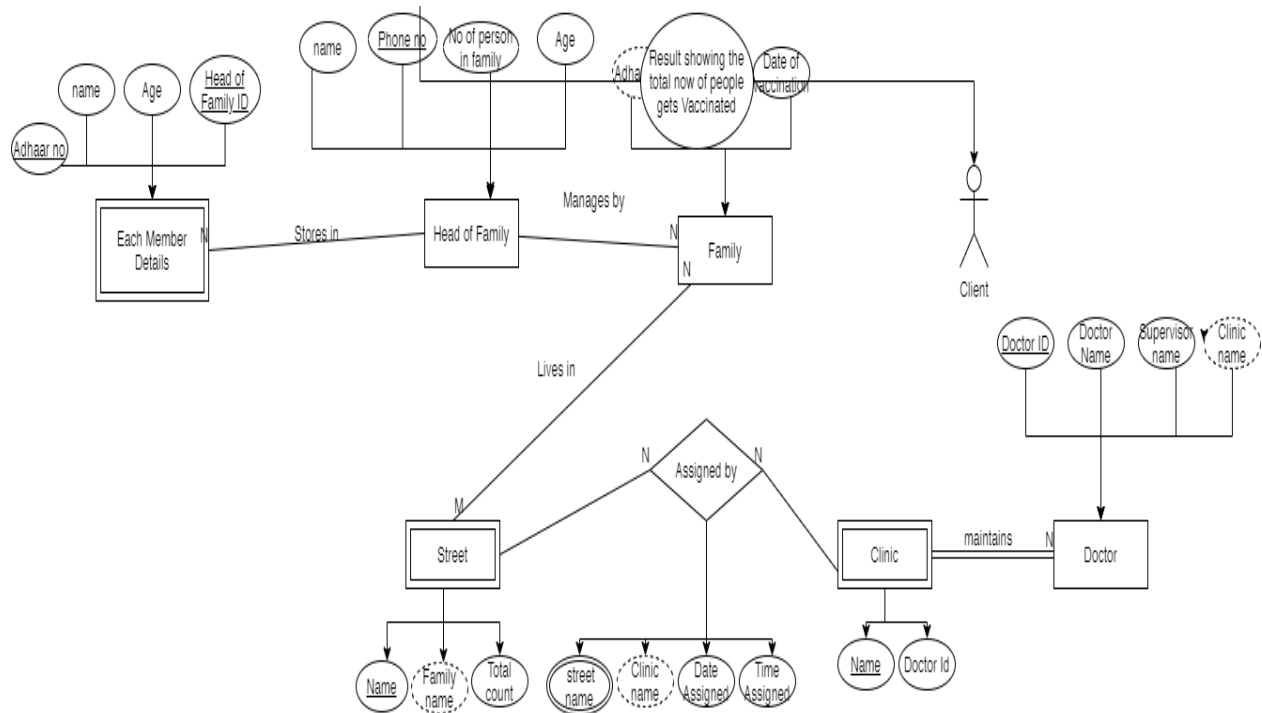 name
Phone no
No of person
in family
Age
Adha
Result showing the
total now of people
gets Vaccinated
Date of
accination
name
Age
Head of
Family ID
Adhaar no
Each Member
Details
N
Stores in
Head of Family
Manages by
N
Family
N
Client
Doctor ID
Doctor
Name
Supervisor
name
Clinic
name
Lives in
M
N
Assigned by
N
Street
Clinic
maintains
N
Doctor
Name
Family
name
Total
count
street
name
Clinic
name
Date
Assigned
Time
Assigned
Name
Doctor Id